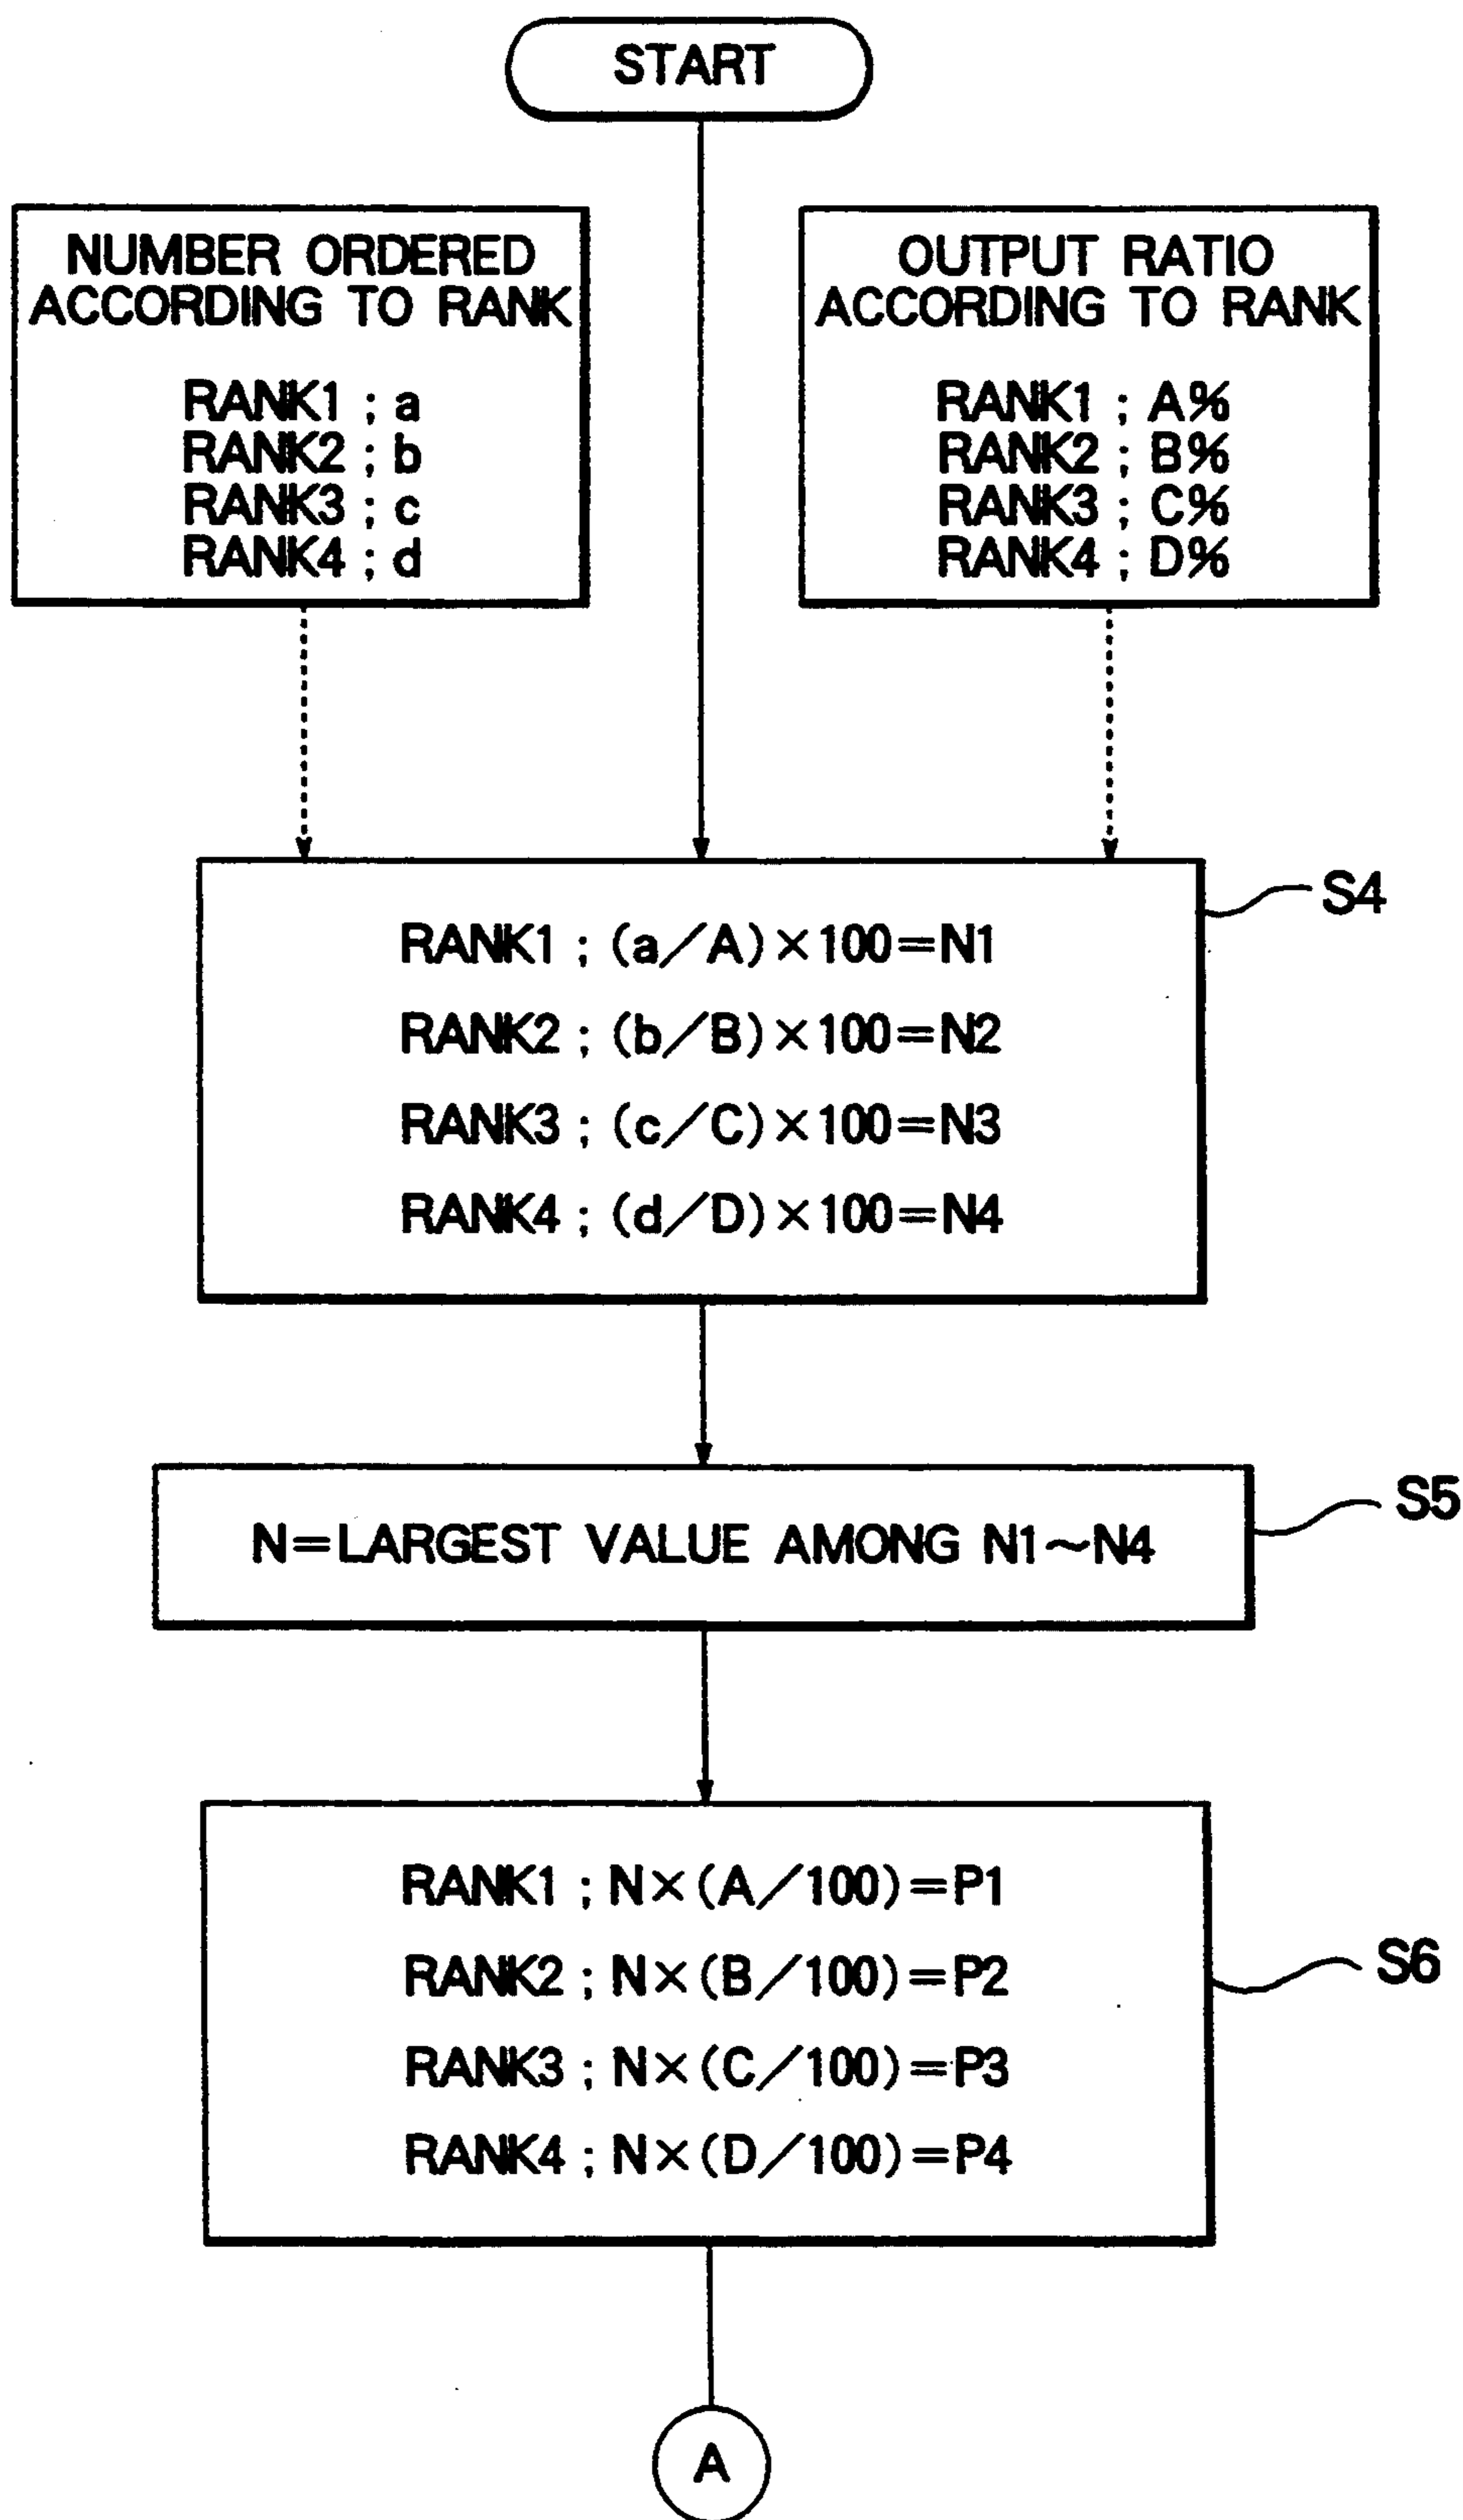 START
NUMBER ORDERED
ACCORDING TO RANK
RANK1 ; a
RANK2 ; b
RANK3 ; c
RANK4 ; d
OUTPUT RATIO
ACCORDING TO RANK
RANK1 ; A%
RANK2 ; B%
RANK3 ; C%
RANK4 ; D%
S4
RANK1 ; (a/A)×100=N1
RANK2 ; (b/B)×100=N2
RANK3 ; (c/C)×100=N3
RANK4 ; (d/D)×100=N4
S5
N=LARGEST VALUE AMONG N1~N4
RANK1 ; N×(A/100)=P1
RANK2 ; N×(B/100)=P2
S6
RANK3 ; N×(C/100)=P3
RANK4 ; N×(D/100)=P4
A